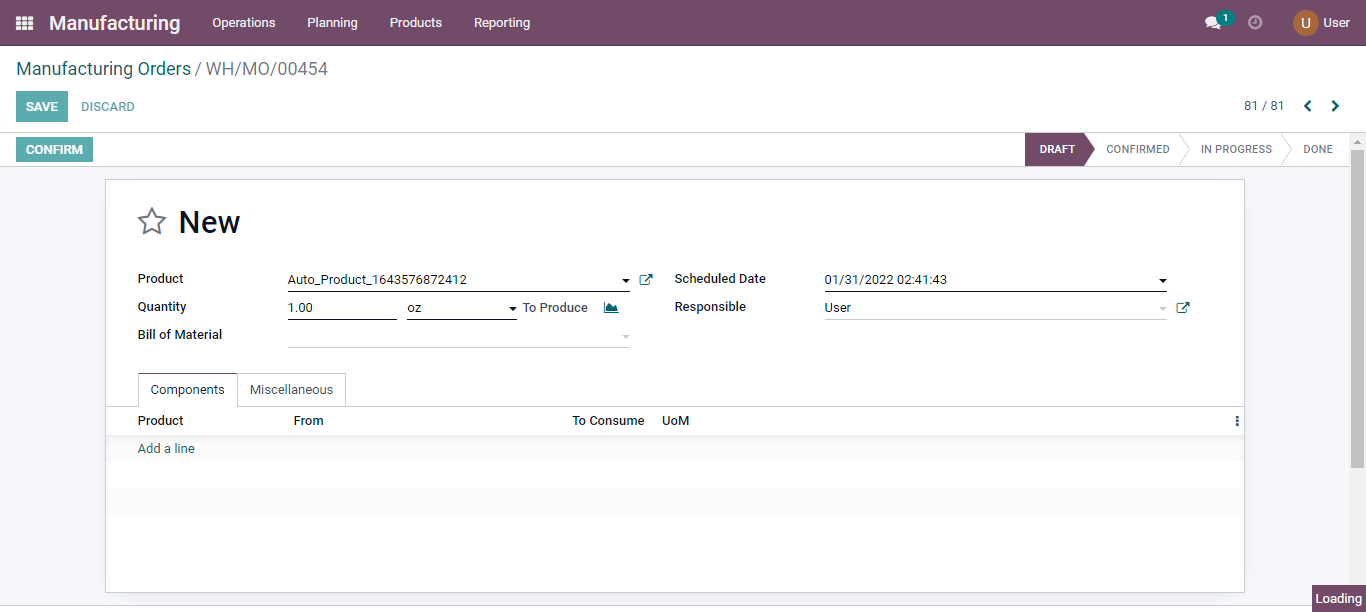 Manufacturing Operations Planning Products Reporting 1 U User
Manufacturing Orders / WH/MO/00454
SAVE DISCARD 81 / 81
CONFIRM DRAFT CONFIRMED IN PROGRESS DONE
New
Product Auto_Product_1643576872412 Scheduled Date 01/31/2022 02:41:43
Quantity 1.00 oz To Produce Responsible User
Bill of Material
Components Miscellaneous
Product From To Consume UoM
Add a line
Loading